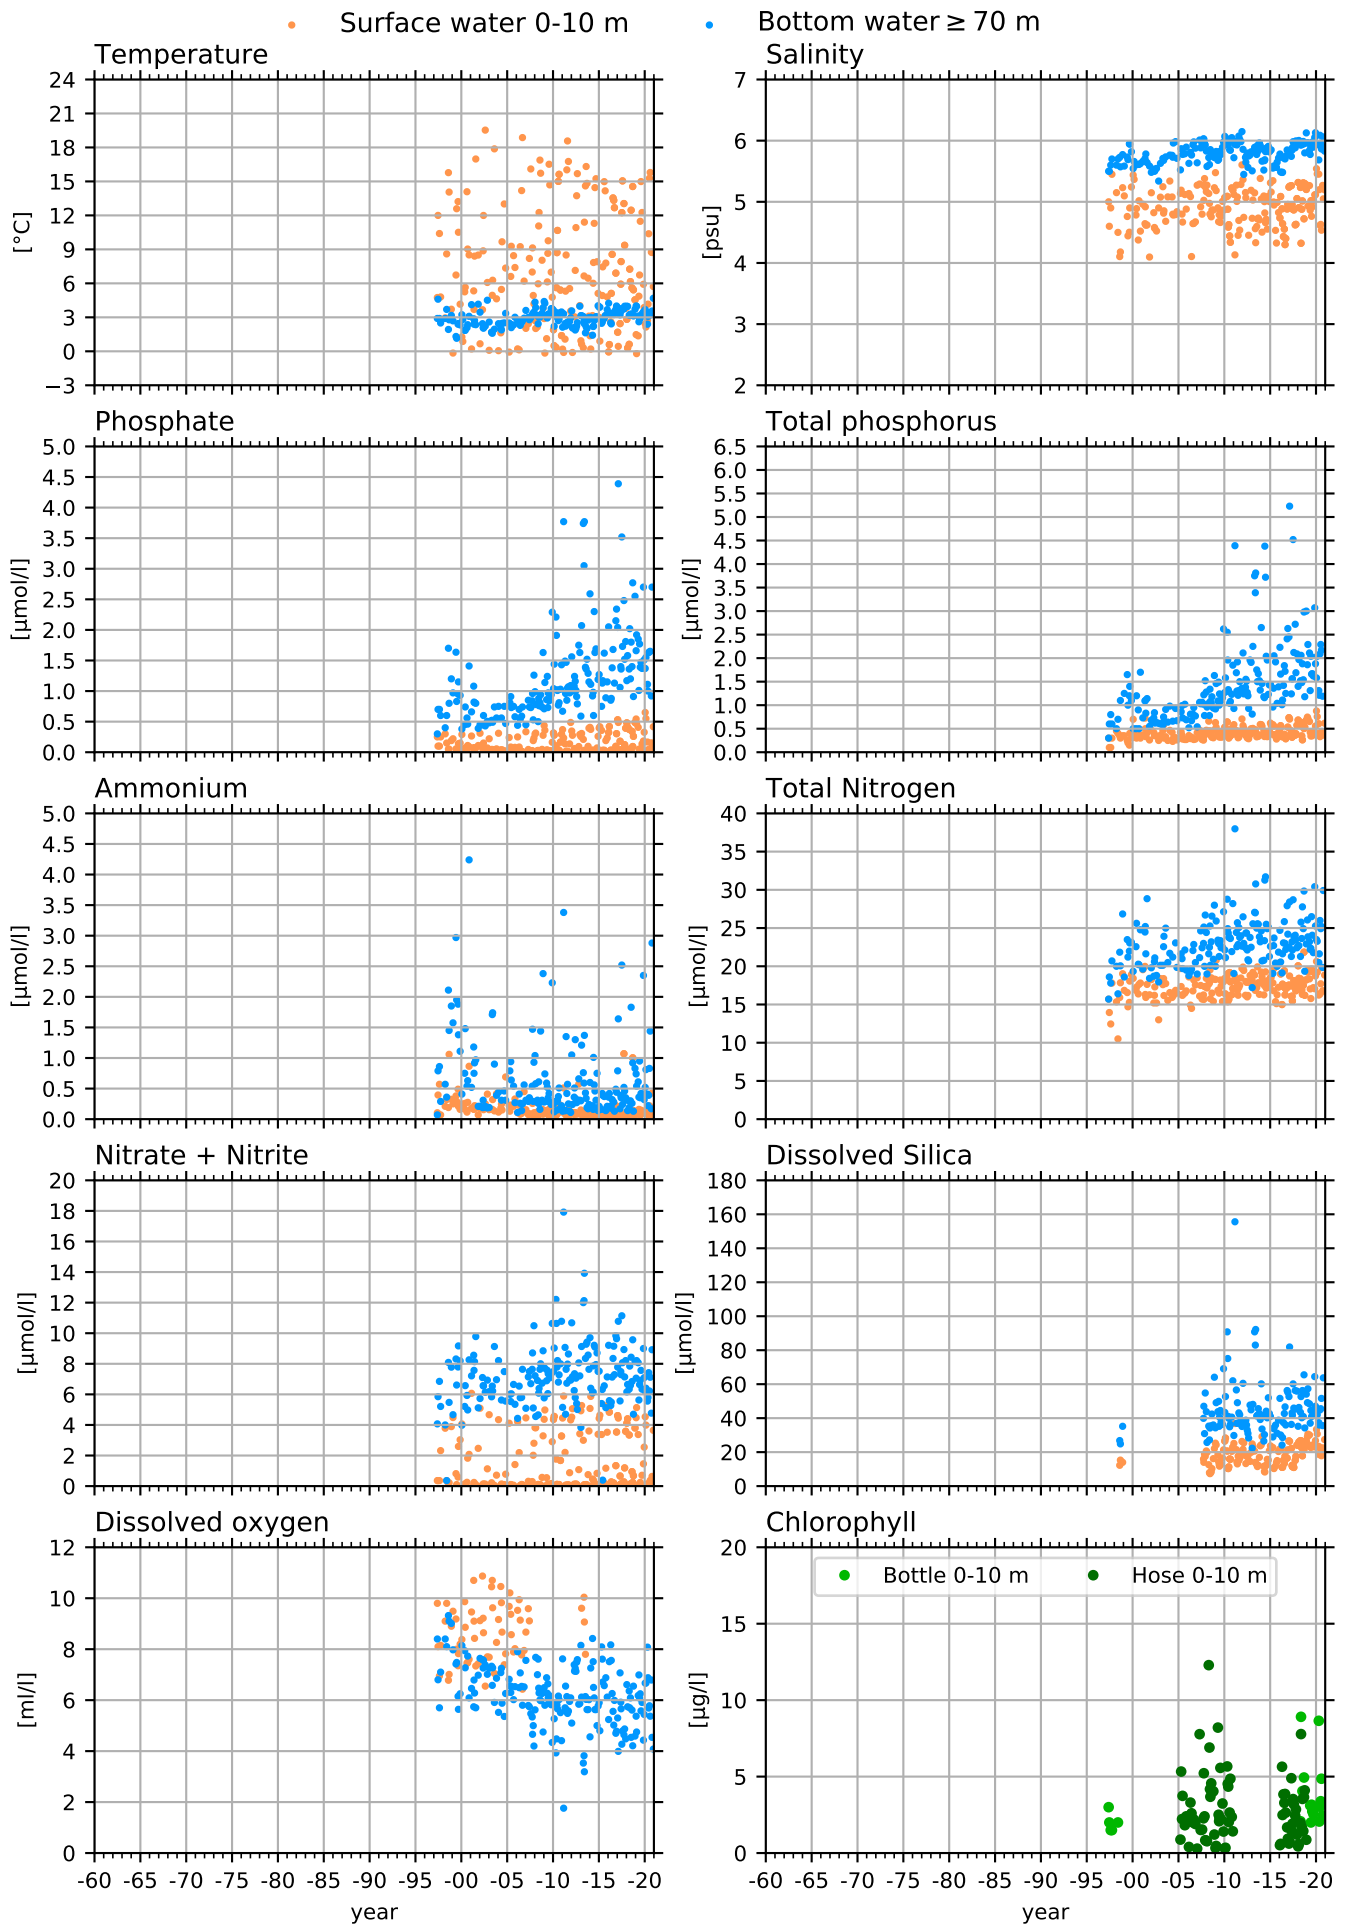 Surface water 0-10 m Bottom water ≥ 70 m
Temperature Salinity
24 21 18 15 12 9 6 3 0 −3
[°C]
7 6 5 4 3 2
[psu]
Phosphate Total phosphorus
5.0 4.5 4.0 3.5 3.0 2.5 2.0 1.5 1.0 0.5 0.0
[µmol/l]
6.5 6.0 5.5 5.0 4.5 4.0 3.5 3.0 2.5 2.0 1.5 1.0 0.5 0.0
[µmol/l]
Ammonium Total Nitrogen
5.0 4.5 4.0 3.5 3.0 2.5 2.0 1.5 1.0 0.5 0.0
[µmol/l]
40 35 30 25 20 15 10 5 0
[µmol/l]
Nitrate + Nitrite Dissolved Silica
20 18 16 14 12 10 8 6 4 2 0
[µmol/l]
180 160 140 120 100 80 60 40 20 0
[µmol/l]
Dissolved oxygen Chlorophyll
12 10 8 6 4 2 0
[ml/l]
20 15 10 5 0
[µg/l]
Bottle 0-10 m Hose 0-10 m
-60 -65 -70 -75 -80 -85 -90 -95 -00 -05 -10 -15 -20
-60 -65 -70 -75 -80 -85 -90 -95 -00 -05 -10 -15 -20
year year